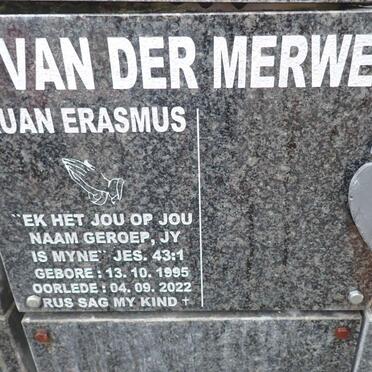 VAN DER MERWE
UAN ERASMUS
"EK HET JOU OP JOU
NAAM GEROEP, JY
IS MYNE" JES. 43:1
GEBORE : 13. 10. 1995
OORLEDE : 04. 09. 2022
RUS SAG MY KIND ✝